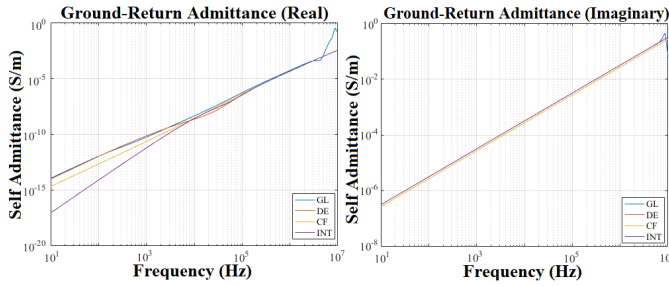 Ground-Return Admittance (Real)
Self Admittance (S/m)
10^0
10^-5
10^-10
10^-15
10^-20
10^1
10^3
10^5
10^7
GL
DE
CF
INT
Frequency (Hz)
Ground-Return Admittance (Imaginary)
Self Admittance (S/m)
10^0
10^-2
10^-4
10^-6
10^-8
10^1
10^3
10^5
GL
DE
CF
INT
Frequency (Hz)